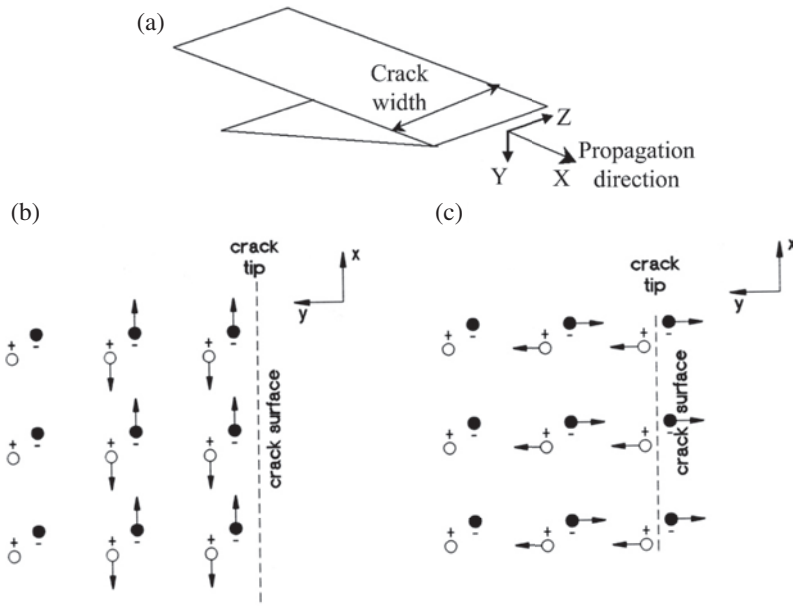 (a)
Crack
width
Z
Y
X
Propagation
direction
(b)
crack
tip
x
y
+ + +
- - -
+ + +
- - -
+ + +
- - -
crack surface
(c)
crack
tip
x
y
+ + +
- - -
+ + +
- - -
+ + +
- - -
crack surface